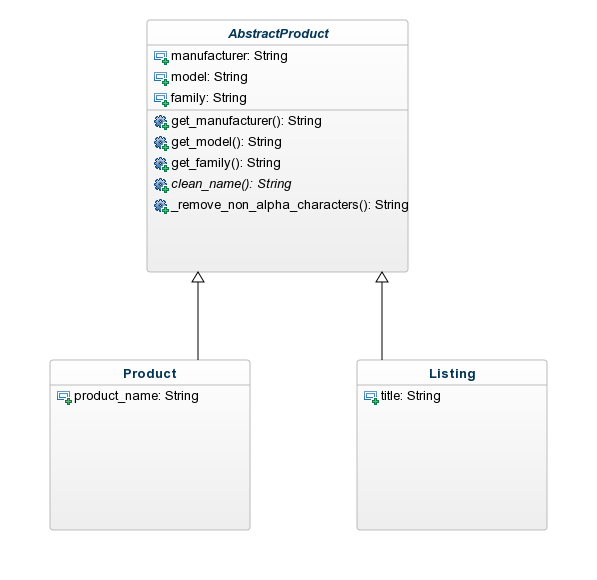 AbstractProduct
manufacturer: String
model: String
family: String
get_manufacturer(): String
get_model(): String
get_family(): String
clean_name(): String
_remove_non_alpha_characters(): String
Product
product_name: String
Listing
title: String